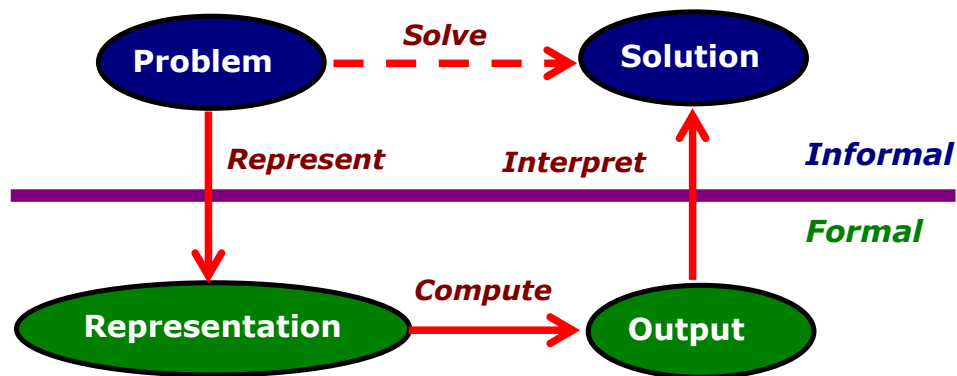 Solve
Problem
Solution
Represent
Interpret
Informal
Formal
Compute
Representation
Output